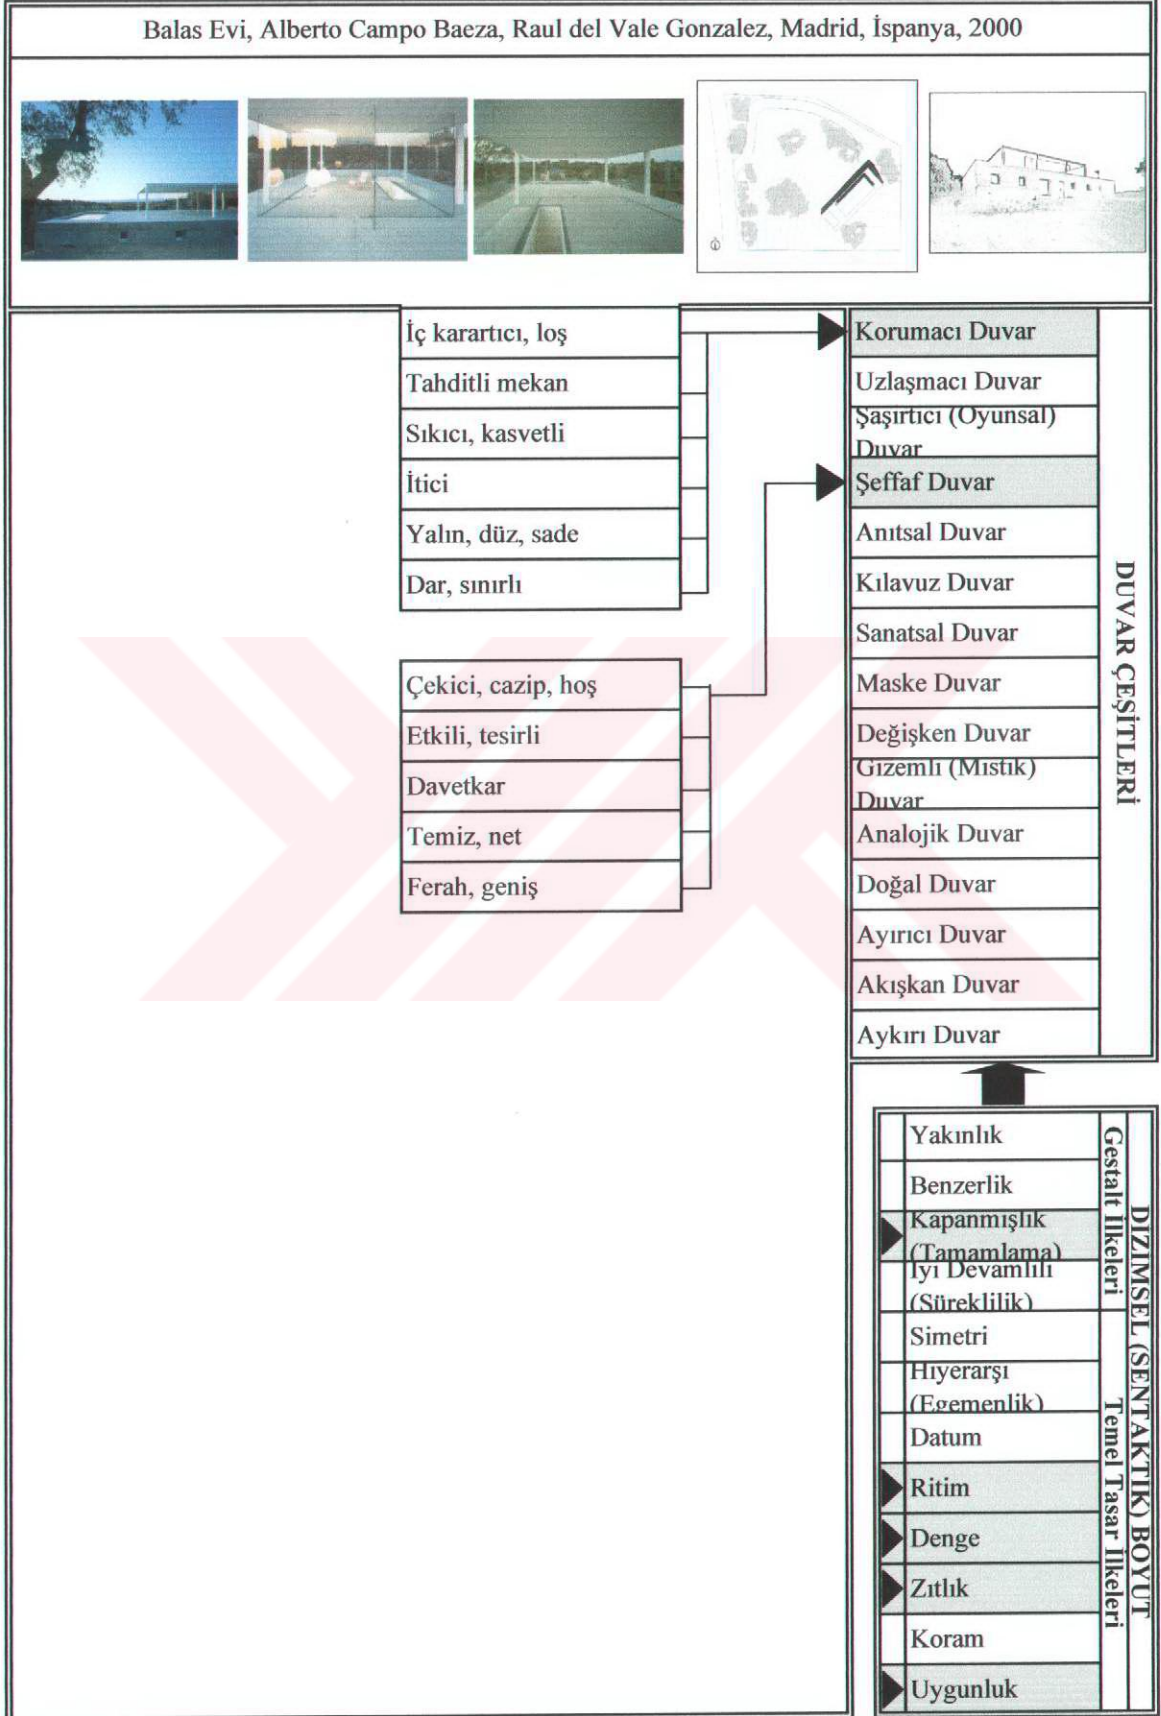 Balas Evi, Alberto Campo Baeza, Raul del Vale Gonzalez, Madrid, İspanya, 2000
İç karartıcı, loş
Tahditli mekan
Sıkıcı, kasvetli
İtici
Yalın, düz, sade
Dar, sınırlı
Çekici, cazip, hoş
Etkili, tesirli
Davetkar
Temiz, net
Ferah, geniş
Korumacı Duvar
Uzlaşmacı Duvar
Şaşırtıcı (Oyunsal)
Duvar
Şeffaf Duvar
Anıtsal Duvar
Kılavuz Duvar
Sanatsal Duvar
Maske Duvar
Değişken Duvar
Gizemli (Mistik)
Duvar
Analojik Duvar
Doğal Duvar
Ayırıcı Duvar
Akışkan Duvar
Aykırı Duvar
DUVAR ÇEŞİTLERİ
Yakınlık
Benzerlik
Kapanmışlık
(Tamamlama)
İyi Devamlılı
(Süreklilik)
Simetri
Hiyerarşi
(Egemenlik)
Datum
Ritim
Denge
Zıtlık
Koram
Uygunluk
Gestalt İlkeleri
Temel Tasar İlkeleri
DİZİMSEL (SENTAKTİK) BOYUT